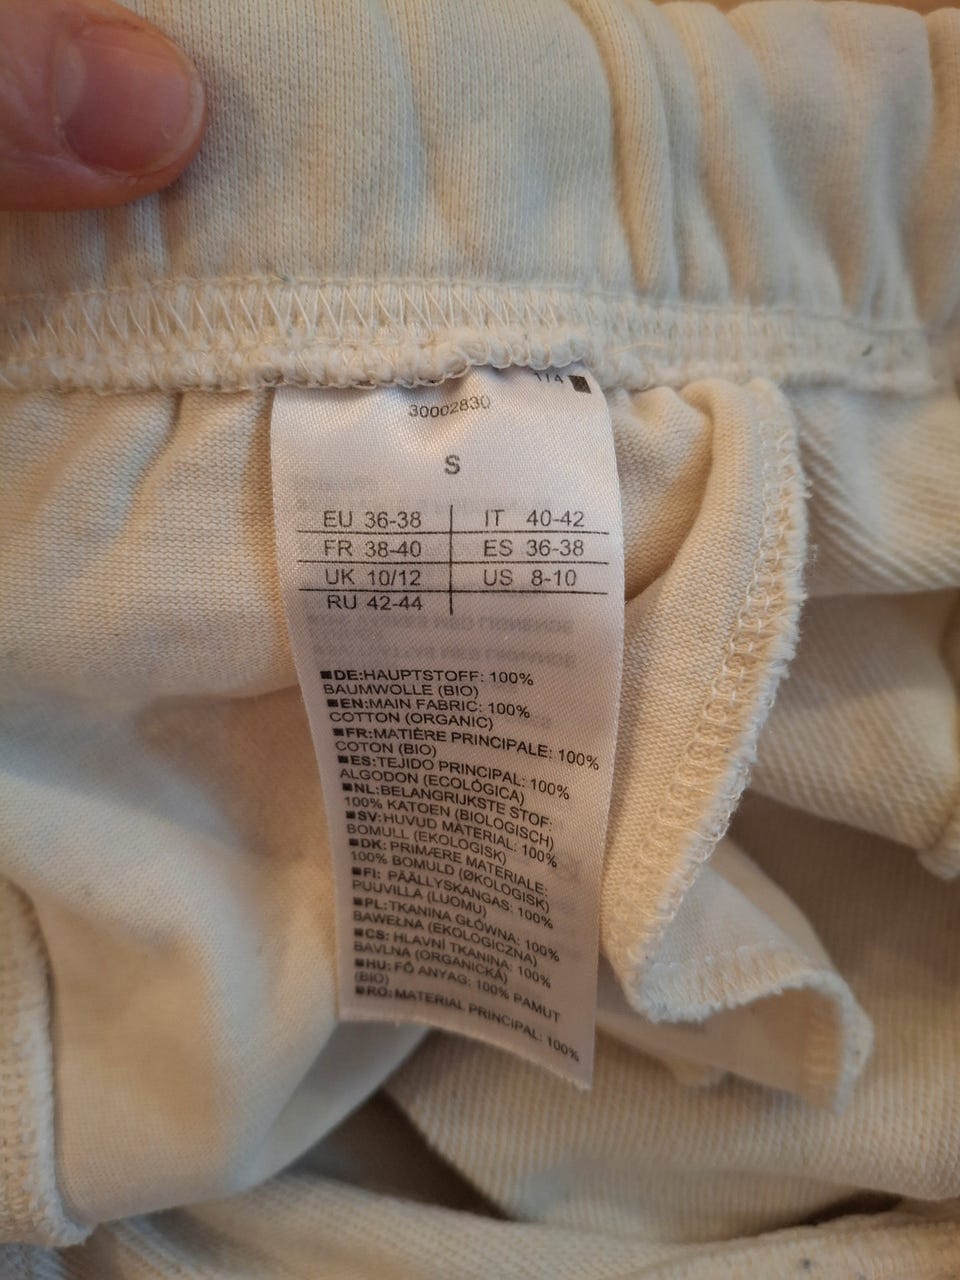 1/4
30002830
S
EU 36-38 IT 40-42
FR 38-40 ES 36-38
UK 10/12 US 8-10
RU 42-44
■DE:HAUPTSTOFF: 100%
BAUMWOLLE (BIO)
■EN:MAIN FABRIC: 100%
COTTON (ORGANIC)
■FR:MATIÈRE PRINCIPALE: 100%
COTON (BIO)
■ES:TEJIDO PRINCIPAL: 100%
ALGODON (ECOLÓGICA)
■NL:BELANGRIJKSTE STOF:
100% KATOEN (BIOLOGISCH)
■SV:HUVUD MATERIAL: 100%
BOMULL (EKOLOGISK)
■DK: PRIMÆRE MATERIALE:
100% BOMULD (ØKOLOGISK)
■FI: PÄÄLLYSKANGAS: 100%
PUUVILLA (LUOMU)
■PL:TKANINA GŁÓWNA: 100%
BAWEŁNA (EKOLOGICZNA)
■CS: HLAVNÍ TKANINA: 100%
BAVLNA (ORGANICKÁ)
■HU: FŐ ANYAG: 100% PAMUT
(BIO)
■RO: MATERIAL PRINCIPAL: 100%